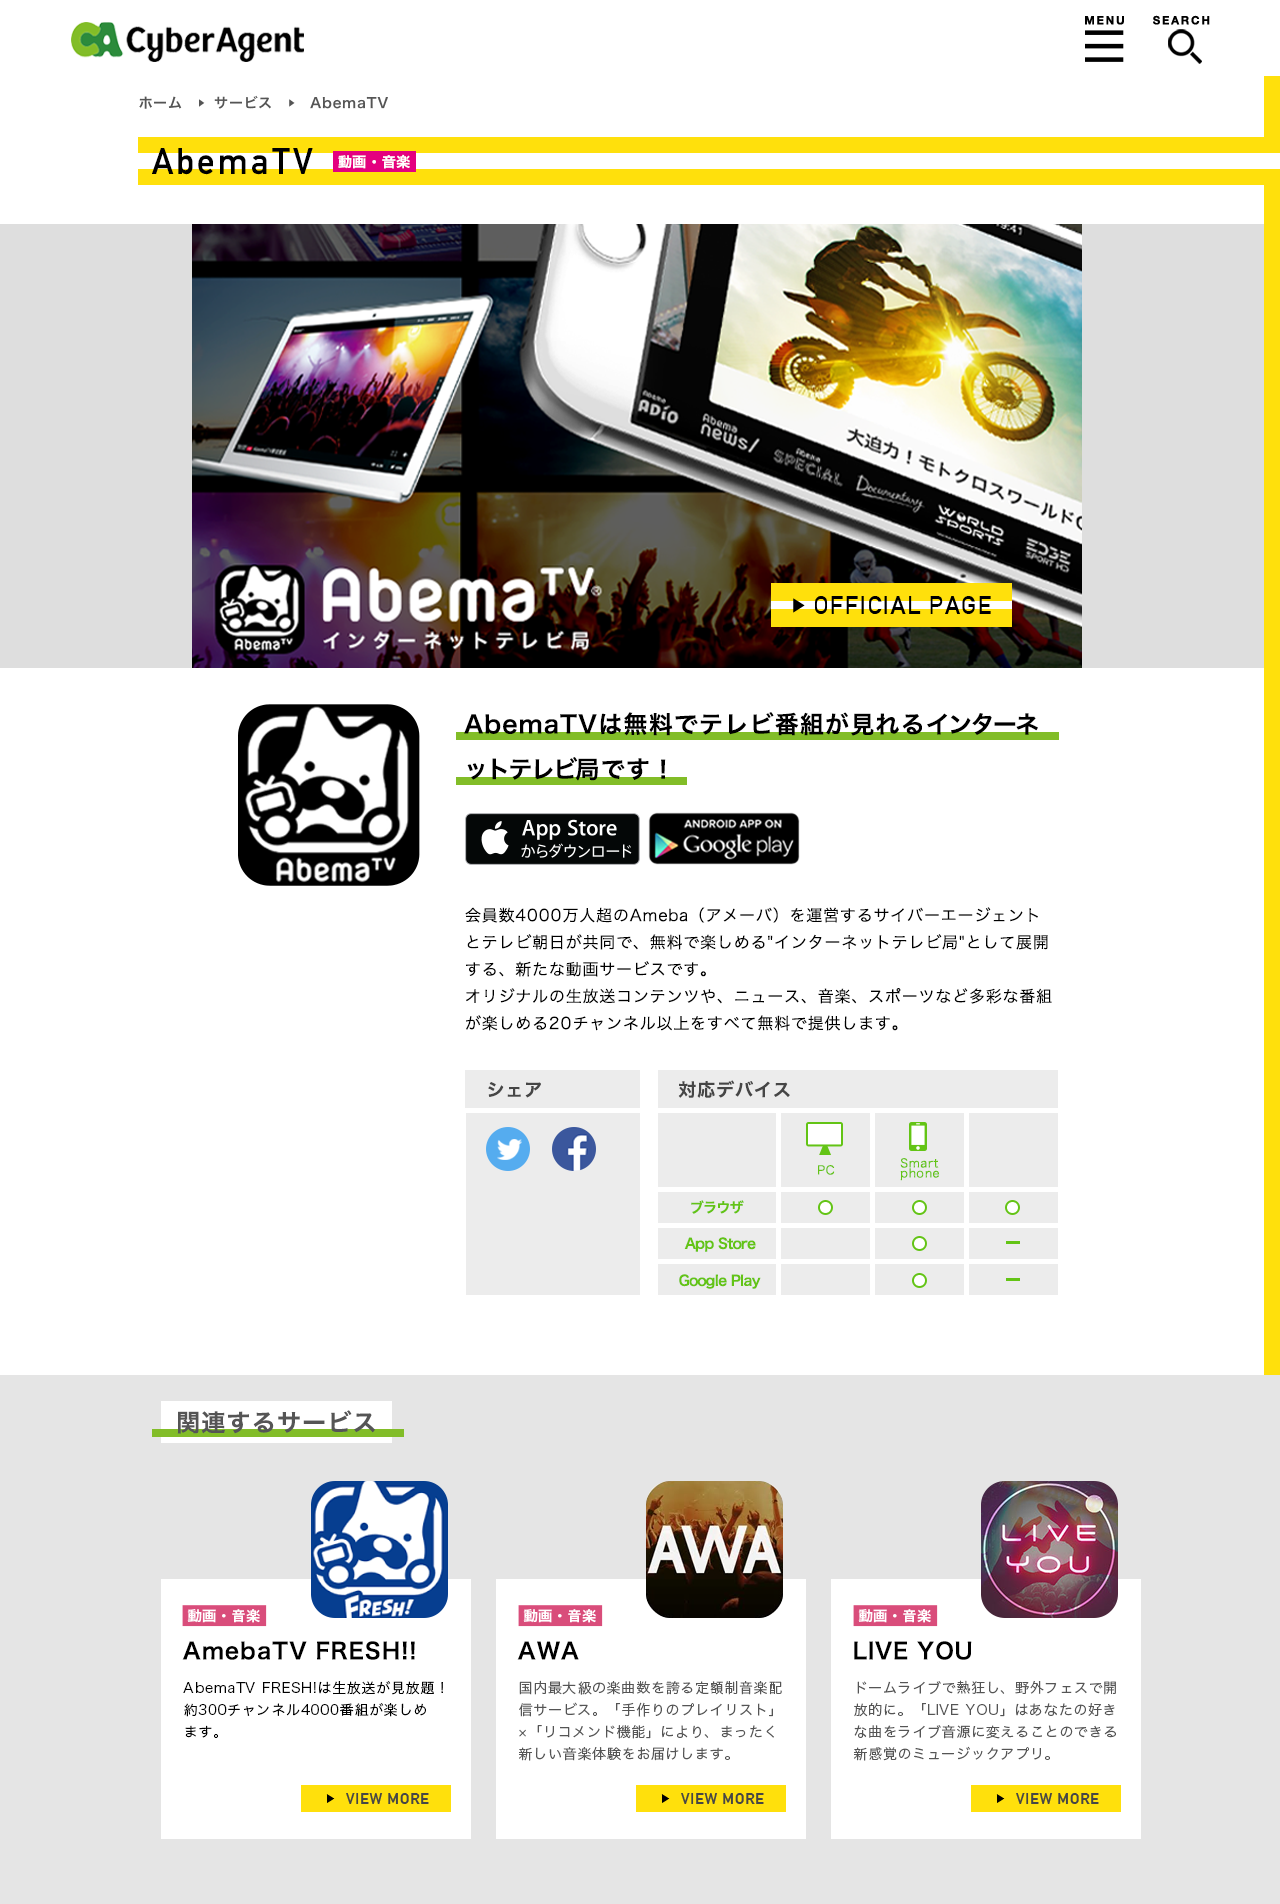 CyberAgent
MENU
SEARCH
ホーム
サービス
AbemaTV
AbemaTV
動画・音楽
19:41
Abema
ADIO
Abema
news/
Abema
SPECIAL
Documentary
WORLD
SPORTS
EDGE
SPORT HD
大迫力！モトクロスワールドC
AbemaTV
AbemaTV®
インターネットテレビ局
OFFICIAL PAGE
AbemaTV
AbemaTVは無料でテレビ番組が見れるインターネ
ットテレビ局です！
App Store
からダウンロード
ANDROID APP ON
Google play
会員数4000万人超のAmeba（アメーバ）を運営するサイバーエージェント
とテレビ朝日が共同で、無料で楽しめる"インターネットテレビ局"として展開
する、新たな動画サービスです。
オリジナルの生放送コンテンツや、ニュース、音楽、スポーツなど多彩な番組
が楽しめる20チャンネル以上をすべて無料で提供します。
シェア
対応デバイス
PC
Smart
phone
ブラウザ
App Store
Google Play
関連するサービス
FRESH!
動画・音楽
AmebaTV FRESH!!
AbemaTV FRESH!は生放送が見放題！
約300チャンネル4000番組が楽しめ
ます。
VIEW MORE
AWA
動画・音楽
AWA
国内最大級の楽曲数を誇る定額制音楽配
信サービス。「手作りのプレイリスト」
×「リコメンド機能」により、まったく
新しい音楽体験をお届けします。
VIEW MORE
LIVE
YOU
動画・音楽
LIVE YOU
ドームライブで熱狂し、野外フェスで開
放的に。「LIVE YOU」はあなたの好き
な曲をライブ音源に変えることのできる
新感覚のミュージックアプリ。
VIEW MORE